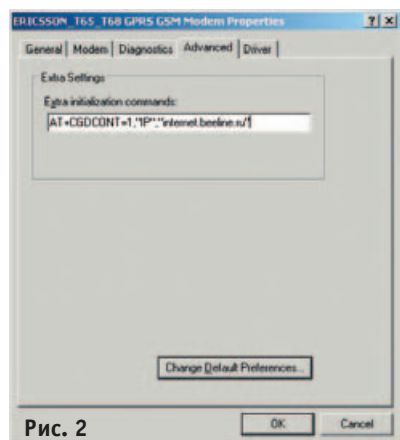 ERICSSON_T65_T68 GPRS GSM Modem Properties
General Modem Diagnostics Advanced Driver
Extra Settings
Extra initialization commands:
AT+CGDCONT=1,"IP","internet.beeline.ru"
Change Default Preferences...
OK Cancel
Рис. 2